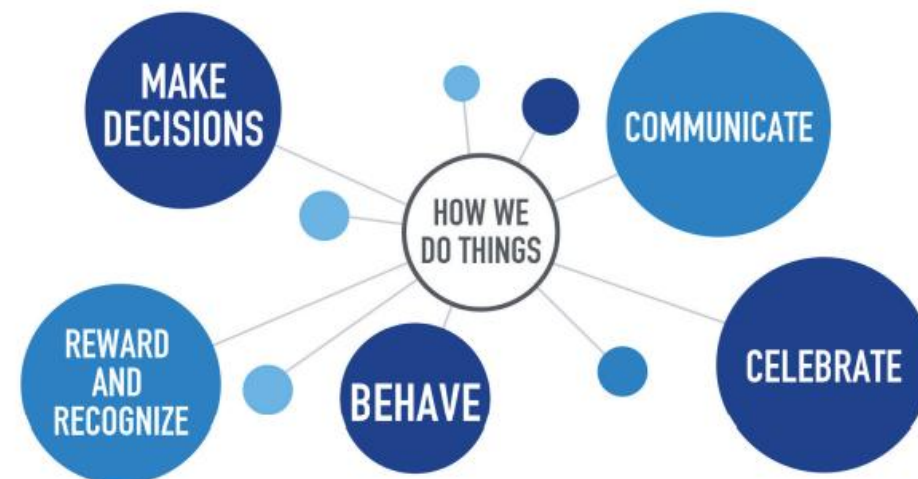 MAKE
DECISIONS
COMMUNICATE
HOW WE
DO THINGS
REWARD
AND
RECOGNIZE
BEHAVE
CELEBRATE